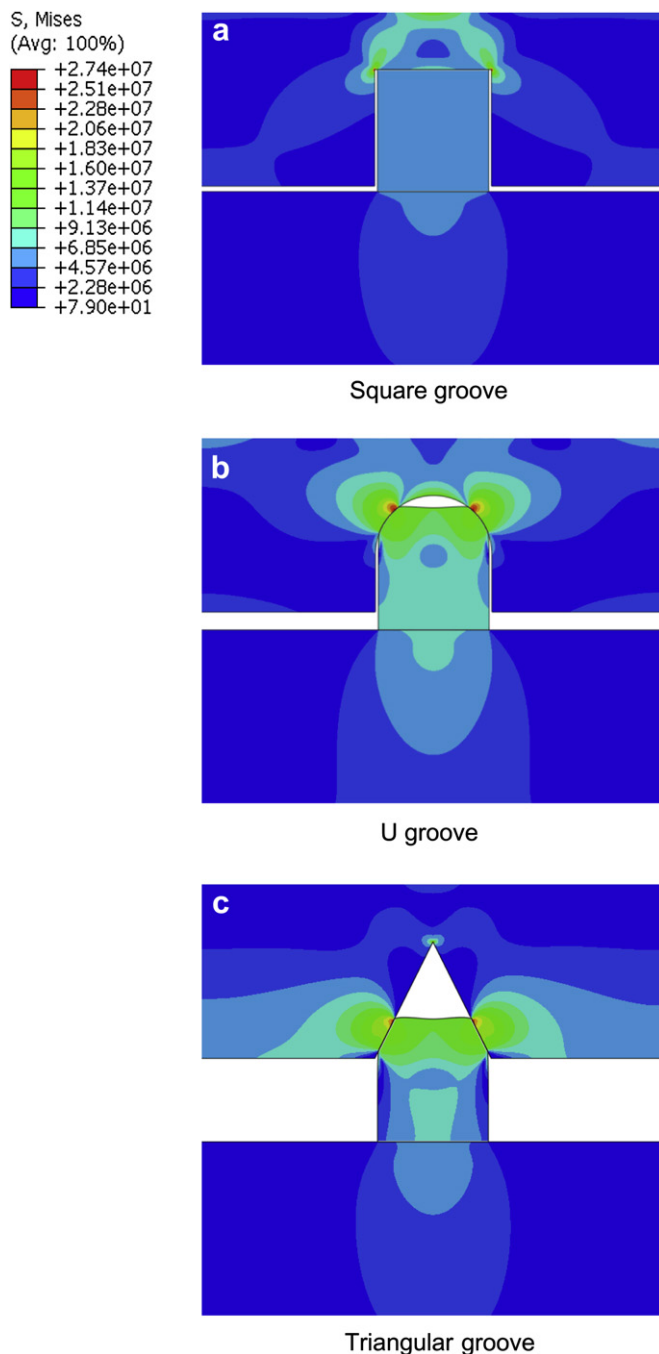 S, Mises
(Avg: 100%)
+2.74e+07
+2.51e+07
+2.28e+07
+2.06e+07
+1.83e+07
+1.60e+07
+1.37e+07
+1.14e+07
+9.13e+06
+6.85e+06
+4.57e+06
+2.28e+06
+7.90e+01
a
Square groove
b
U groove
c
Triangular groove